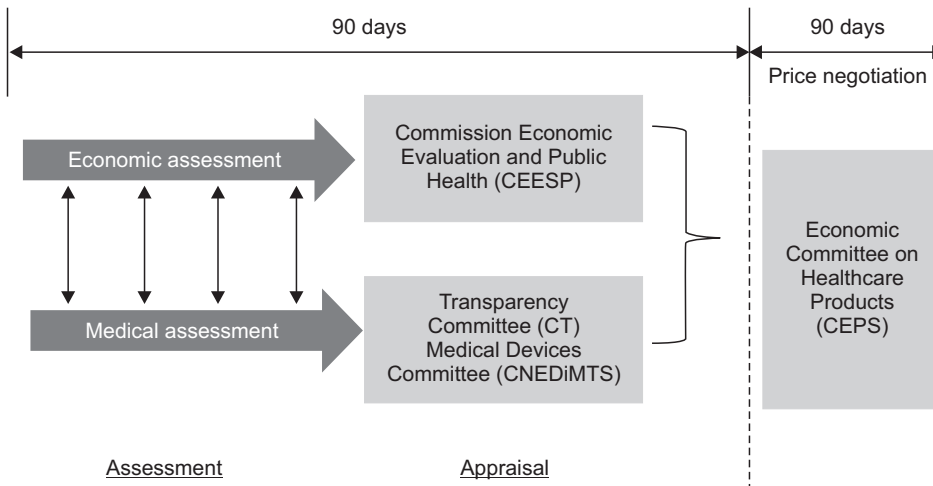 90 days
90 days
Price negotiation
Economic assessment
Commission Economic
Evaluation and Public
Health (CEESP)
Medical assessment
Transparency
Committee (CT)
Medical Devices
Committee (CNEDiMTS)
Economic
Committee on
Healthcare
Products
(CEPS)
Assessment
Appraisal